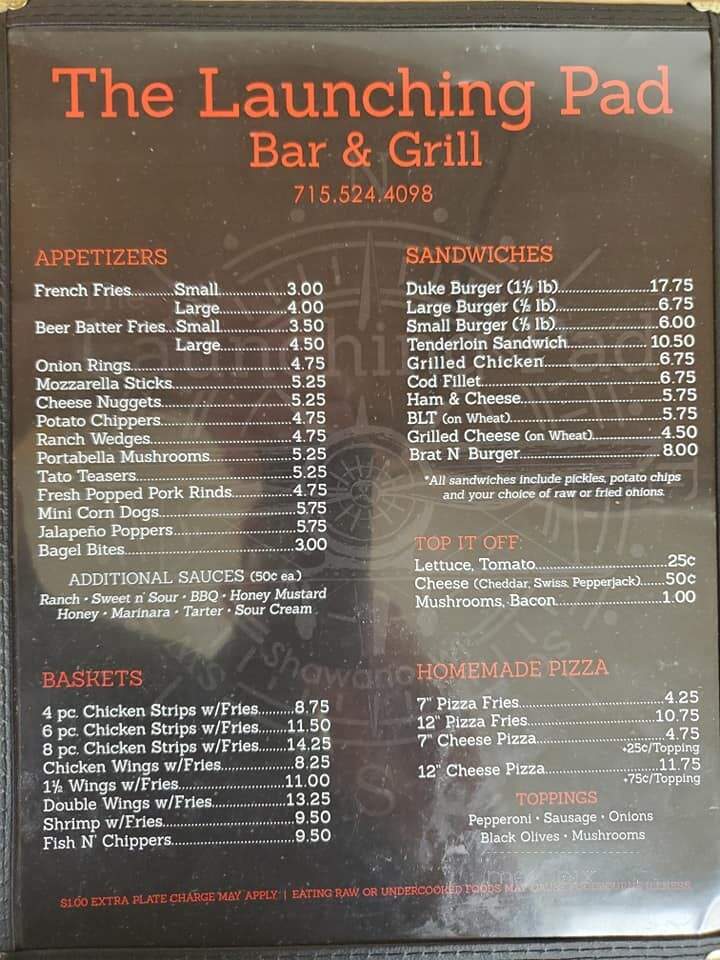 The Launching Pad
Bar & Grill
715.524.4098
APPETIZERS
French Fries..........Small................3.00
Large................4.00
Beer Batter Fries...Small................3.50
Large................4.50
Onion Rings................4.75
Mozzarella Sticks................5.25
Cheese Nuggets................5.25
Potato Chippers................4.75
Ranch Wedges................4.75
Portabella Mushrooms................5.25
Tato Teasers................5.25
Fresh Popped Pork Rinds................4.75
Mini Corn Dogs................5.75
Jalapeño Poppers................5.75
Bagel Bites................3.00
ADDITIONAL SAUCES (50¢ ea.)
Ranch • Sweet n' Sour • BBQ • Honey Mustard
Honey • Marinara • Tarter • Sour Cream
BASKETS
4 pc. Chicken Strips w/Fries........8.75
6 pc. Chicken Strips w/Fries........11.50
8 pc. Chicken Strips w/Fries........14.25
Chicken Wings w/Fries................8.25
1½ Wings w/Fries................11.00
Double Wings w/Fries................13.25
Shrimp w/Fries................9.50
Fish N' Chippers................9.50
SANDWICHES
Duke Burger (1½ lb)................17.75
Large Burger (½ lb)................6.75
Small Burger (⅓ lb)................6.00
Tenderloin Sandwich................10.50
Grilled Chicken................6.75
Cod Fillet................6.75
Ham & Cheese................5.75
BLT (on Wheat)................5.75
Grilled Cheese (on Wheat)................4.50
Brat N' Burger................8.00
*All sandwiches include pickles, potato chips
and your choice of raw or fried onions.
TOP IT OFF
Lettuce, Tomato................25¢
Cheese (Cheddar, Swiss, Pepperjack)......50¢
Mushrooms, Bacon................1.00
HOMEMADE PIZZA
7" Pizza Fries................4.25
12" Pizza Fries................10.75
7" Cheese Pizza................4.75
+25¢/Topping
12" Cheese Pizza................11.75
+75¢/Topping
TOPPINGS
Pepperoni • Sausage • Onions
Black Olives • Mushrooms
$1.00 EXTRA PLATE CHARGE MAY APPLY | EATING RAW OR UNDERCOOKED FOODS MAY CAUSE FOODBOURNE ILLNESS